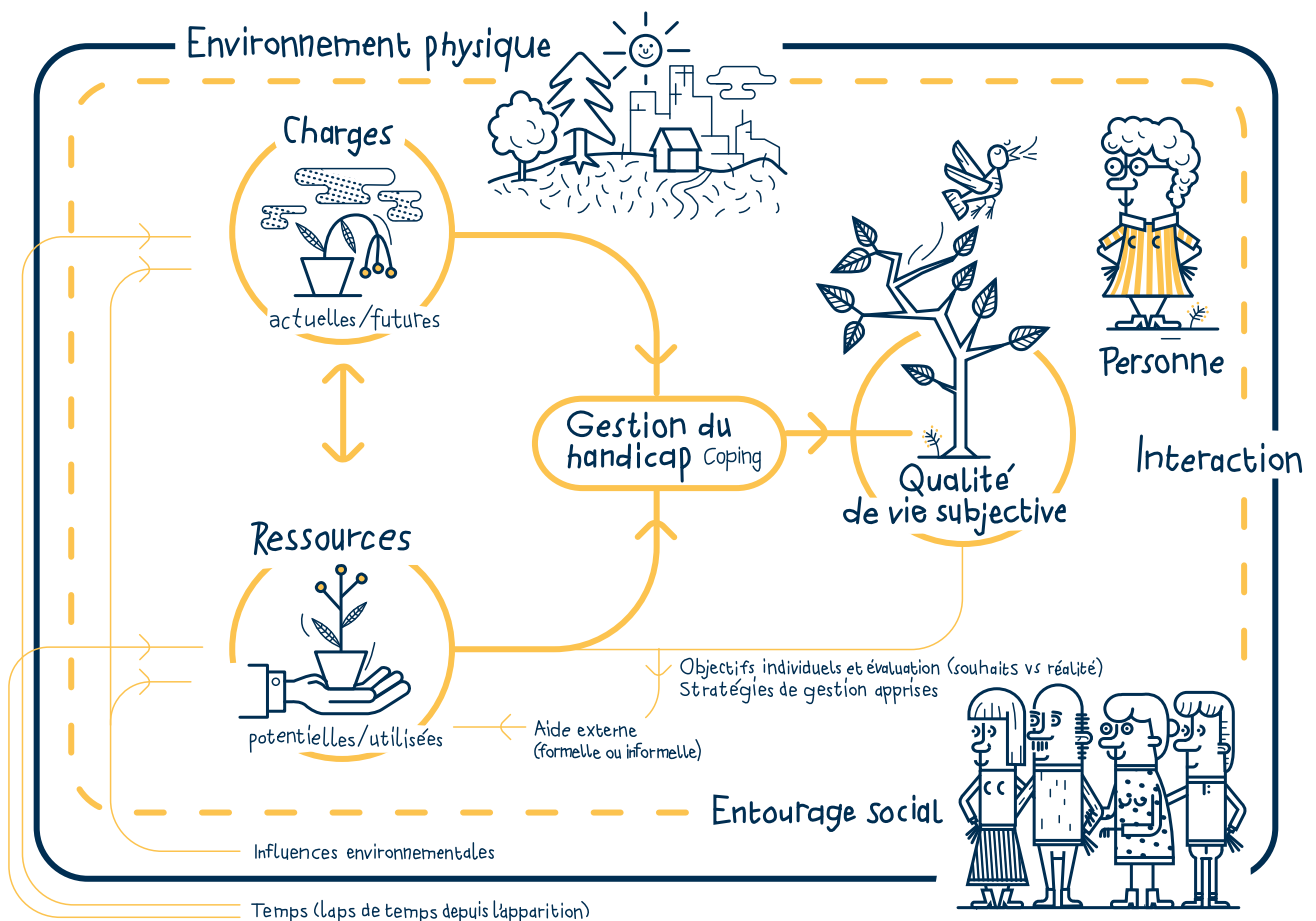 Environnement physique
Charges
actuelles/futures
Personne
Gestion du
handicap Coping
Interaction
Qualité
de vie subjective
Ressources
potentielles/utilisées
Objectifs individuels et évaluation (souhaits vs réalité)
Stratégies de gestion apprises
Aide externe
(formelle ou informelle)
Entourage social
Influences environnementales
Temps (laps de temps depuis l'apparition)